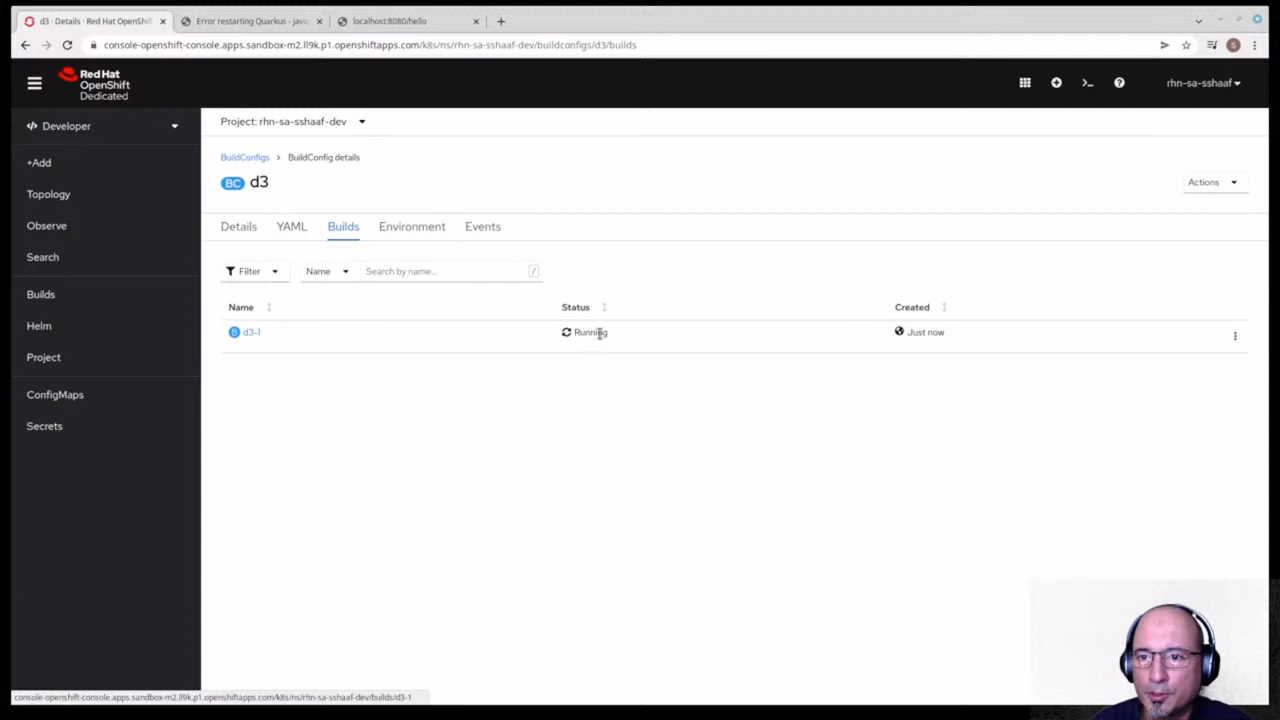 d3 · Details · Red Hat OpenShif
Error restarting Quarkus - java
localhost:8080/hello
console-openshift-console.apps.sandbox-m2.ll9k.p1.openshiftapps.com/k8s/ns/rhn-sa-sshaaf-dev/buildconfigs/d3/builds
S
Red Hat
OpenShift
Dedicated
rhn-sa-sshaaf
Developer
+Add
Topology
Observe
Search
Builds
Helm
Project
ConfigMaps
Secrets
Project: rhn-sa-sshaaf-dev
BuildConfigs > BuildConfig details
BC d3
Actions
Details YAML Builds Environment Events
Filter Name Search by name... /
Name Status Created
B d3-1 Running Just now
console-openshift-console.apps.sandbox-m2.ll9k.p1.openshiftapps.com/k8s/ns/rhn-sa-sshaaf-dev/builds/d3-1